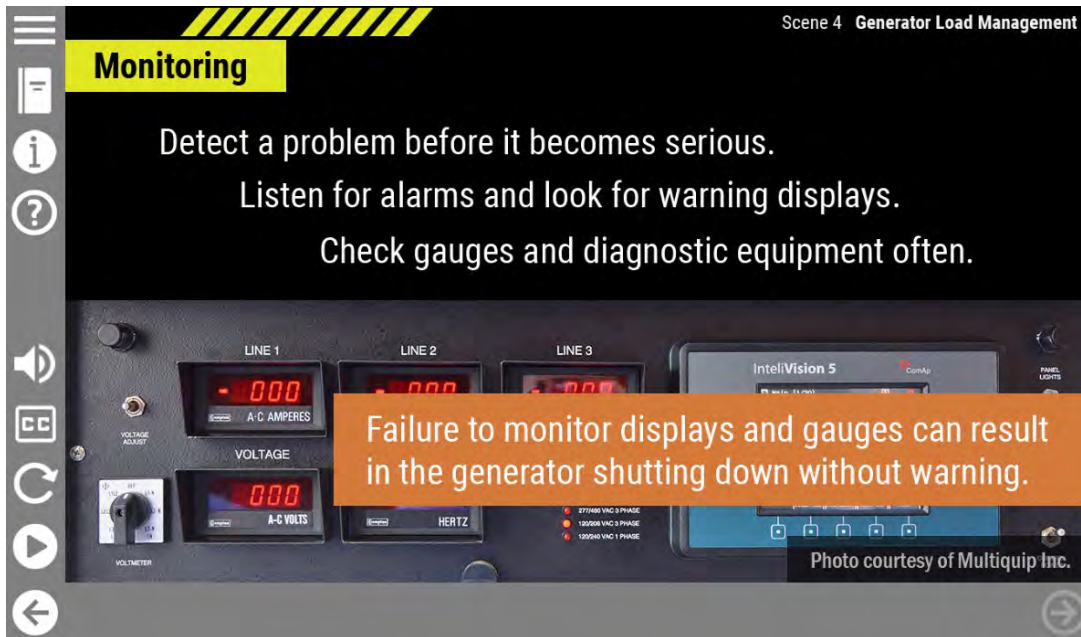 Scene 4 Generator Load Management
Monitoring
Detect a problem before it becomes serious.
Listen for alarms and look for warning displays.
Check gauges and diagnostic equipment often.
LINE 1
LINE 2
LINE 3
InteliVision 5
ComAp
PANEL
LIGHTS
- 000
- 000
- 000
A-C AMPERES
VOLTAGE
ADJUST
Failure to monitor displays and gauges can result
in the generator shutting down without warning.
VOLTAGE
000
A-C VOLTS
HERTZ
277/480 VAC 3 PHASE
120/208 VAC 3 PHASE
120/240 VAC 1 PHASE
VOLTMETER
Photo courtesy of Multiquip Inc.
CC